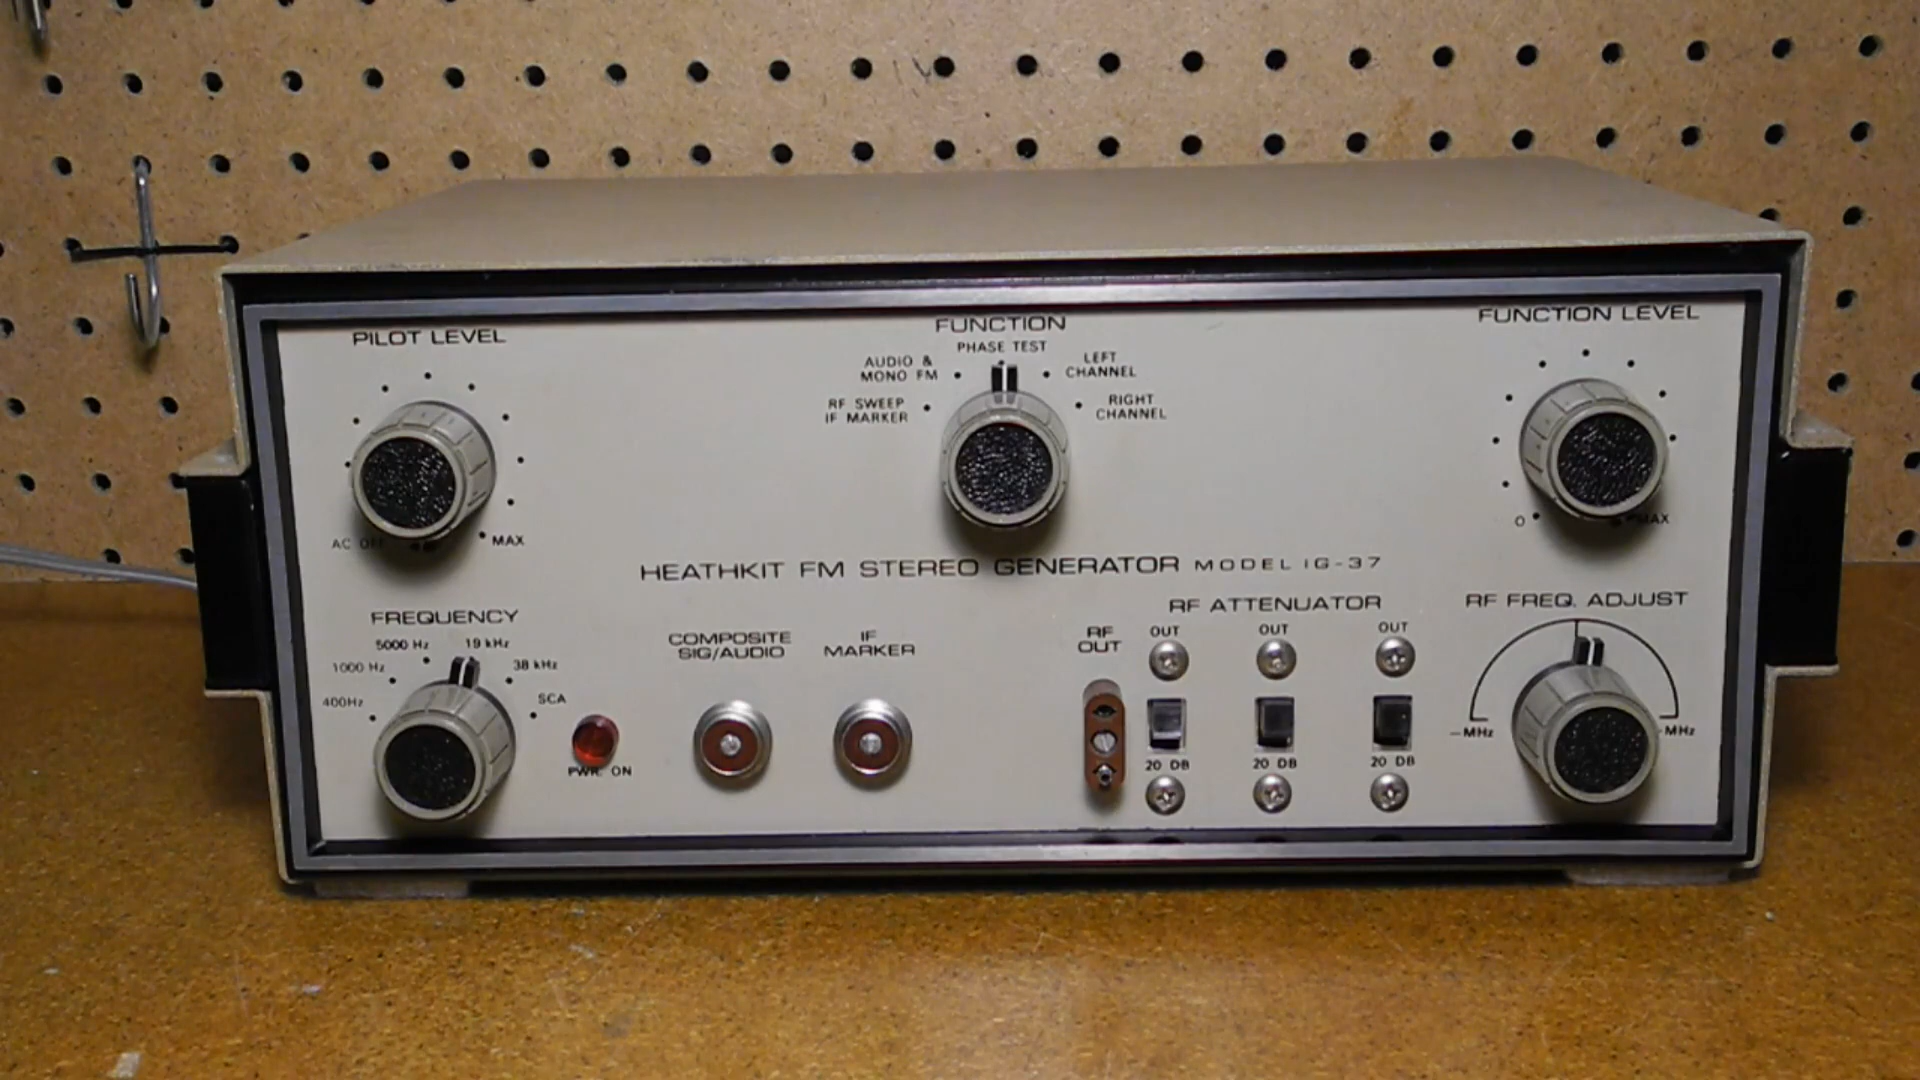 PILOT LEVEL
AC OFF
MAX
FUNCTION
PHASE TEST
AUDIO &
MONO FM
RF SWEEP
IF MARKER
LEFT
CHANNEL
RIGHT
CHANNEL
FUNCTION LEVEL
0
MAX
HEATHKIT FM STEREO GENERATOR MODEL IG-37
FREQUENCY
400Hz
1000 Hz
5000 Hz
19 kHz
38 kHz
SCA
PWR. ON
COMPOSITE
SIG/AUDIO
IF
MARKER
RF
OUT
RF ATTENUATOR
OUT
OUT
OUT
20 DB
20 DB
20 DB
RF FREQ. ADJUST
-MHz
MHz